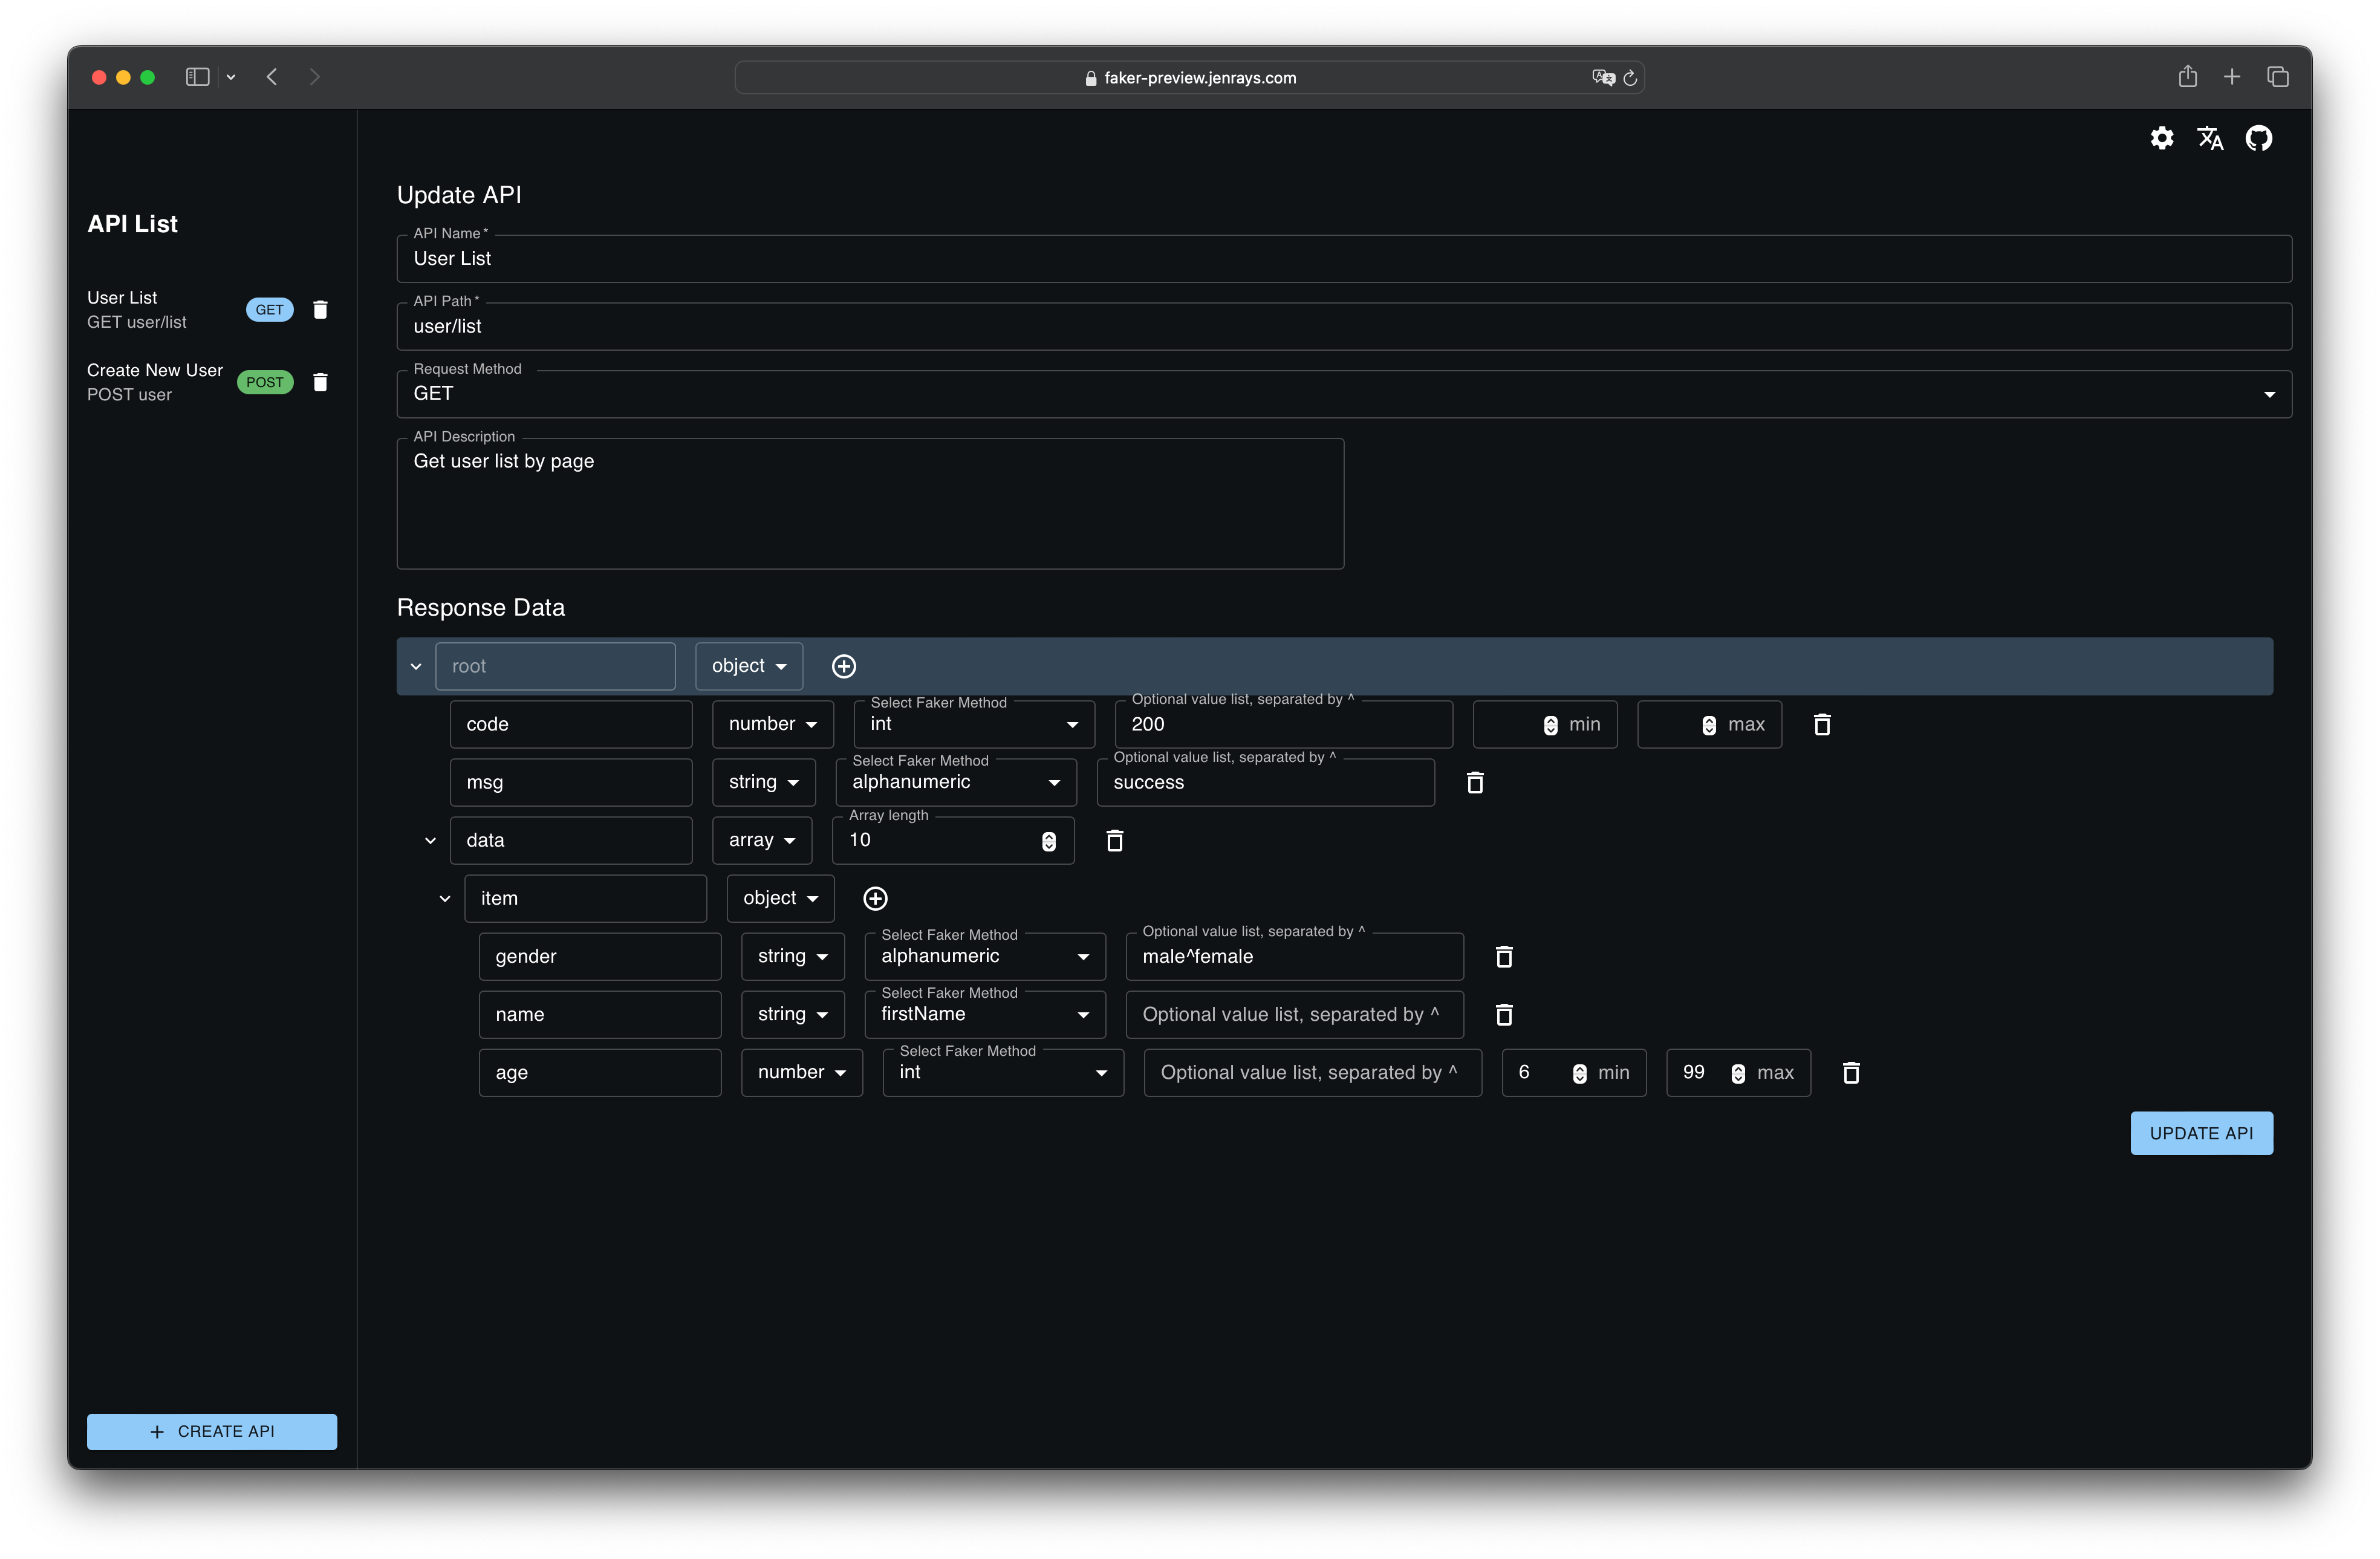 faker-preview.jenrays.com
API List
User List
GET user/list
GET
Create New User
POST user
POST
CREATE API
Update API
API Name *
User List
API Path *
user/list
Request Method
GET
API Description
Get user list by page
Response Data
root object
code number Select Faker Method int Optional value list, separated by ^ 200 min max
msg string Select Faker Method alphanumeric Optional value list, separated by ^ success
data array Array length 10
item object
gender string Select Faker Method alphanumeric Optional value list, separated by ^ male^female
name string Select Faker Method firstName Optional value list, separated by ^
age number Select Faker Method int Optional value list, separated by ^ 6 min 99 max
UPDATE API